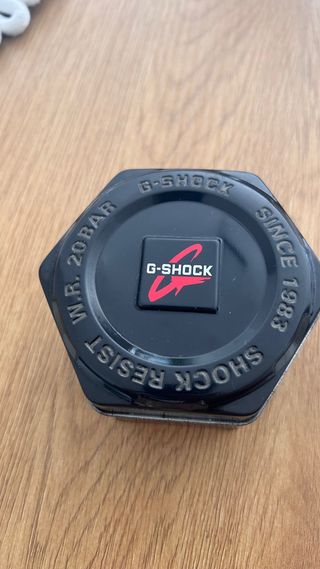 G-SHOCK
G-SHOCK
SINCE 1983
SHOCK RESIST
W.R. 20BAR